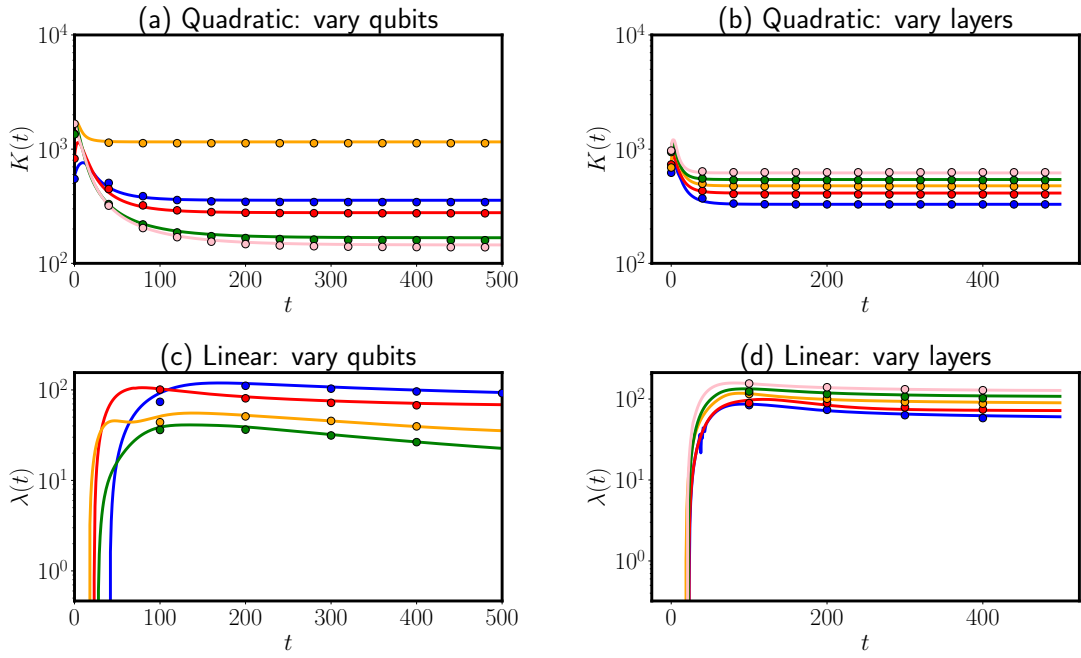 (a) Quadratic: vary qubits
10^4
10^3
10^2
K(t)
0 100 200 300 400 500
t
(b) Quadratic: vary layers
10^4
10^3
10^2
K(t)
0 200 400
t
(c) Linear: vary qubits
10^2
10^1
10^0
λ(t)
0 100 200 300 400 500
t
(d) Linear: vary layers
10^2
10^1
10^0
λ(t)
0 200 400
t